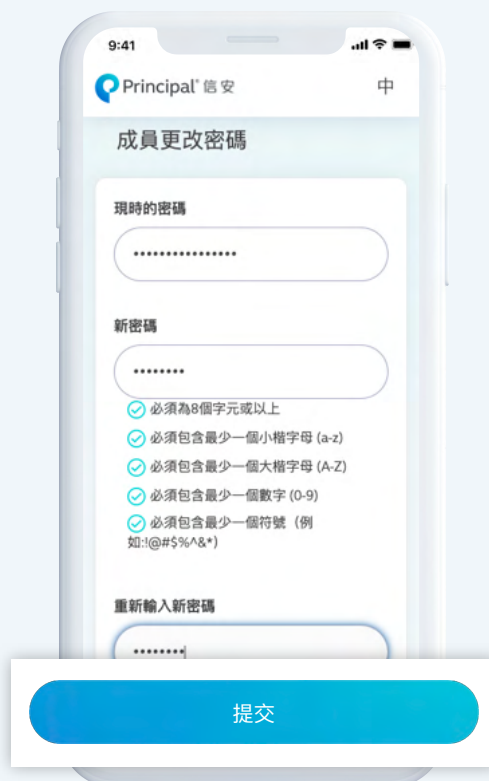 9:41
Principal® 信安
中
成員更改密碼
現時的密碼
••••••••••••••••
新密碼
••••••••
必須為8個字元或以上
必須包含最少一個小楷字母 (a-z)
必須包含最少一個大楷字母 (A-Z)
必須包含最少一個數字 (0-9)
必須包含最少一個符號（例
如:!@#$%^&*)
重新輸入新密碼
••••••••
提交